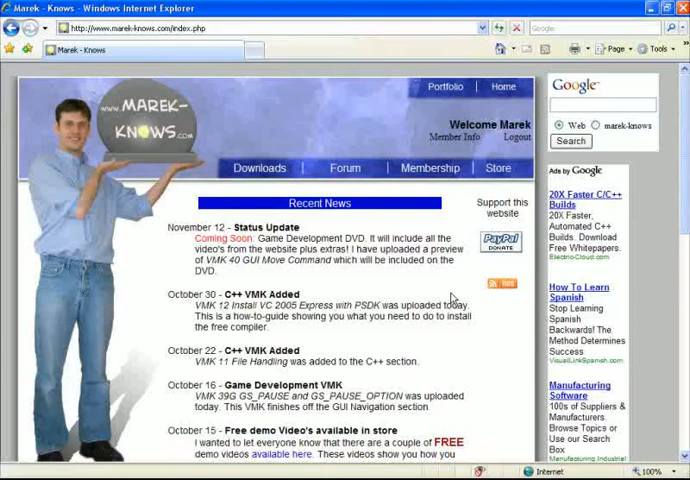 Marek - Knows - Windows Internet Explorer
http://www.marek-knows.com/index.php
Google
Marek - Knows
Page
Tools
Portfolio
Home
www.MAREK-
KNOWS.COM
Welcome Marek
Member Info
Logout
Downloads
Forum
Membership
Store
Google
Web
marek-knows
Search
Recent News
Support this
website
PayPal
DONATE
November 12 - Status Update
Coming Soon: Game Development DVD. It will include all the
video's from the website plus extras! I have uploaded a preview
of VMK 40 GUI Move Command which will be included on the
DVD.
October 30 - C++ VMK Added
VMK 12 Install VC 2005 Express with PSDK was uploaded today.
This is a how-to-guide showing you what you need to do to install
the free compiler.
October 22 - C++ VMK Added
VMK 11 File Handling was added to the C++ section.
October 16 - Game Development VMK
VMK 39G GS_PAUSE and GS_PAUSE_OPTION were uploaded
today. This VMK finishes off the GUI Navigation section.
October 15 - Free demo Video's available in store
I wanted to let everyone know that there are a couple of FREE
demo videos available here. These videos show you how you
Ads by Google
20X Faster C/C++
Builds
20X Faster,
Automated C++
Builds. Download
Free Whitepapers.
Electric-Cloud.com
How To Learn
Spanish
Stop Learning
Spanish
Backwards! The
Method Determines
Success
VisualLinkSpanish.com
Manufacturing
Software
100s of Suppliers &
Manufacturers.
Browse Topics or
Use our Search
Box
Manufacturing.Industrial
Internet
100%